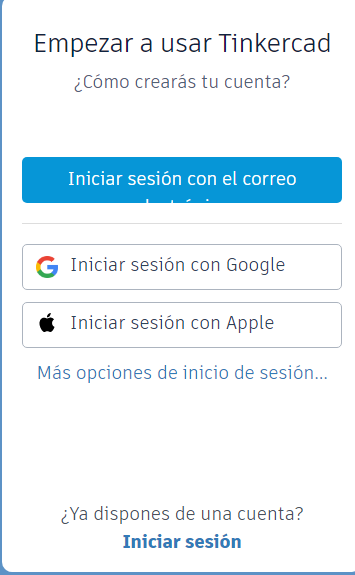 Empezar a usar Tinkercad
¿Cómo crearás tu cuenta?
Iniciar sesión con el correo
Iniciar sesión con Google
Iniciar sesión con Apple
Más opciones de inicio de sesión...
¿Ya dispones de una cuenta?
Iniciar sesión